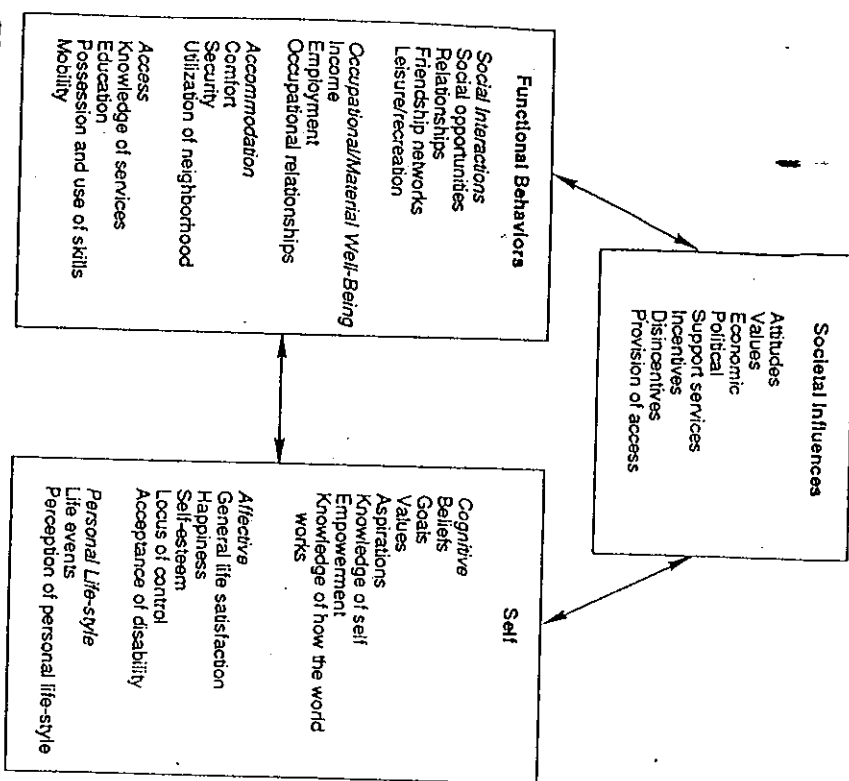 Societal Influences
Attitudes
Values
Economic
Political
Support services
Incentives
Disincentives
Provision of access
Functional Behaviors
Social Interactions
Social opportunities
Relationships
Friendship networks
Leisure/recreation
Occupational/Material Well-Being
Income
Employment
Occupational relationships
Accommodation
Comfort
Security
Utilization of neighborhood
Access
Knowledge of services
Education
Possession and use of skills
Mobility
Self
Cognitive
Beliefs
Goals
Values
Aspirations
Knowledge of self
Empowerment
Knowledge of how the world
works
Affective
General life satisfaction
Happiness
Self-esteem
Locus of control
Acceptance of disability
Personal Life-style
Life events
Perception of personal life-style